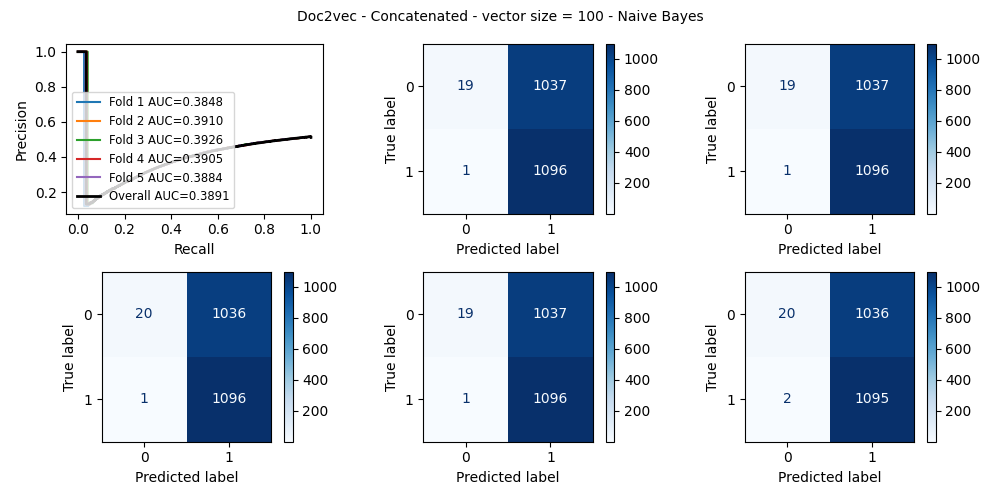 Doc2vec - Concatenated - vector size = 100 - Naive Bayes
Precision
1.0
0.8
0.6
0.4
0.2
Fold 1 AUC=0.3848
Fold 2 AUC=0.3910
Fold 3 AUC=0.3926
Fold 4 AUC=0.3905
Fold 5 AUC=0.3884
Overall AUC=0.3891
0.0 0.2 0.4 0.6 0.8 1.0
Recall
True label
0 19 1037
1 1 1096
0 1
Predicted label
1000
800
600
400
200
True label
0 19 1037
1 1 1096
0 1
Predicted label
1000
800
600
400
200
True label
0 20 1036
1 1 1096
0 1
Predicted label
1000
800
600
400
200
True label
0 19 1037
1 1 1096
0 1
Predicted label
1000
800
600
400
200
True label
0 20 1036
1 2 1095
0 1
Predicted label
1000
800
600
400
200